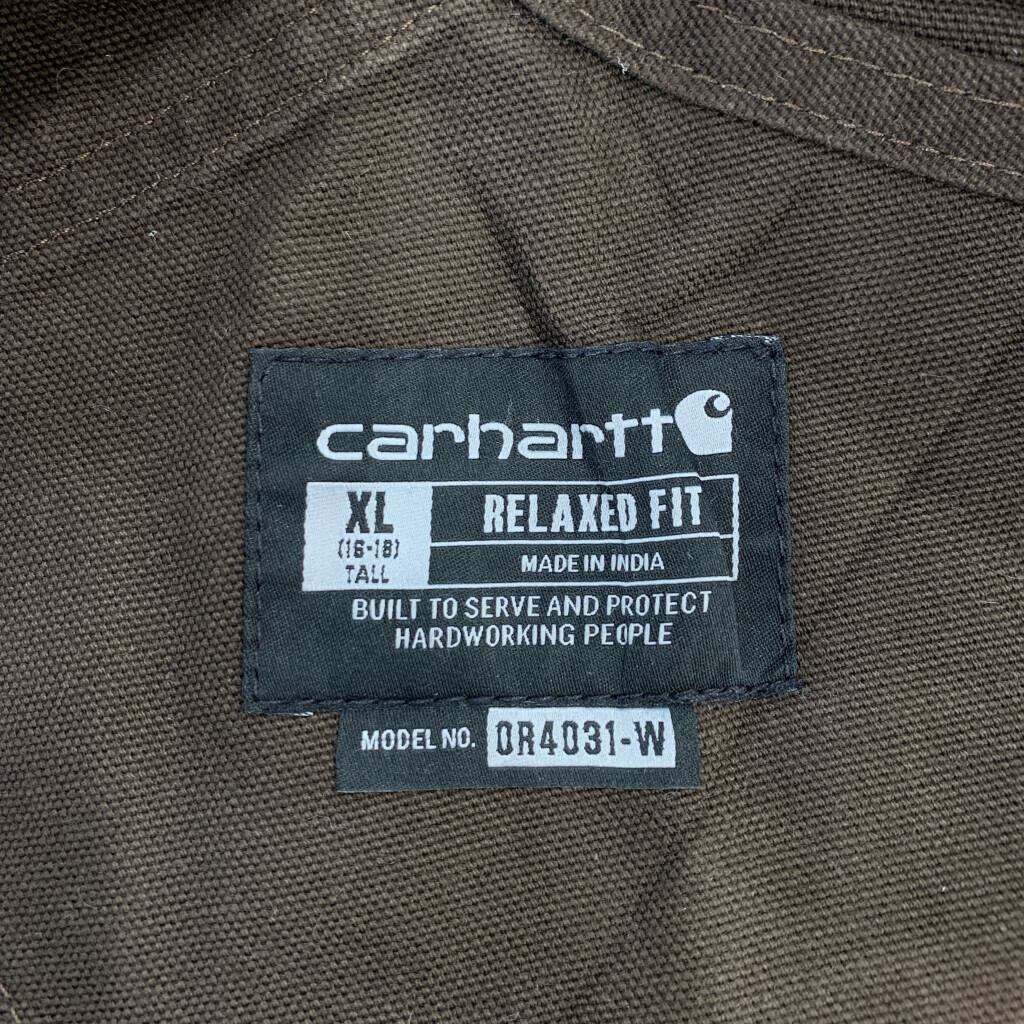 carhartt
XL
(16-18)
TALL
RELAXED FIT
MADE IN INDIA
BUILT TO SERVE AND PROTECT
HARDWORKING PEOPLE
MODEL NO. OR4031-W